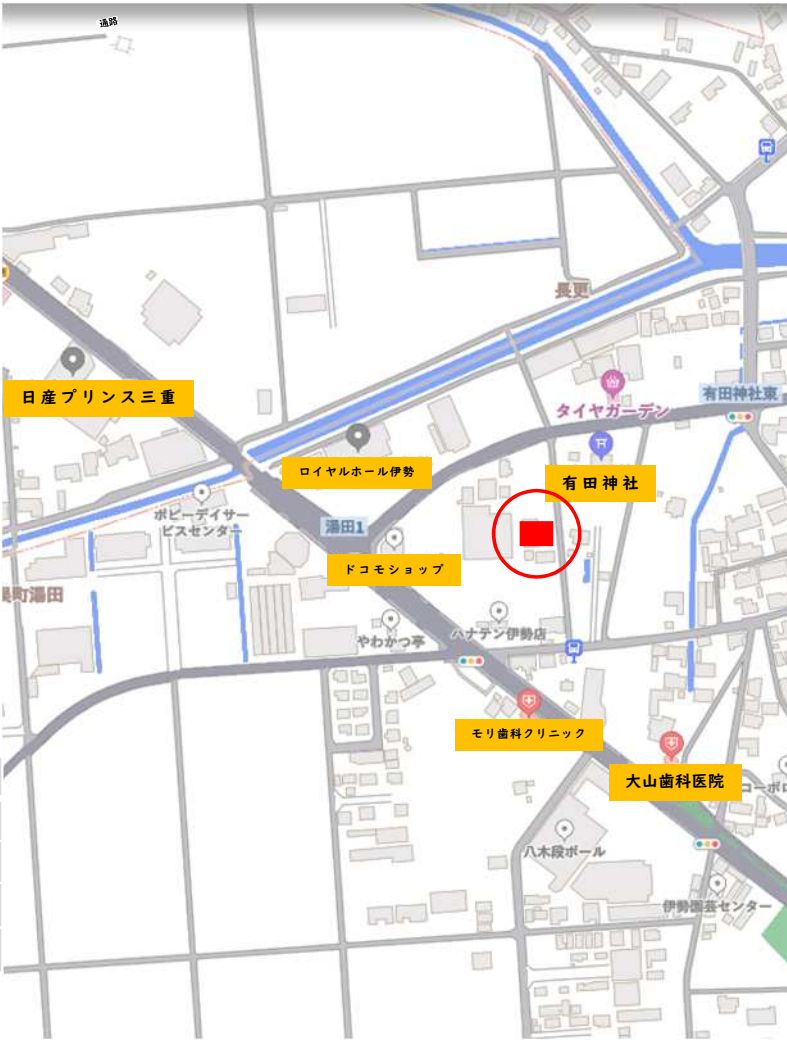 通路
長更
日産プリンス三重
タイヤガーデン
有田神社東
ロイヤルホール伊勢
有田神社
ポピーデイサー
ビスセンター
湯田1
ドコモショップ
町湯田
やわかつ亭
ハナテン伊勢店
モリ歯科クリニック
大山歯科医院
コーポロ
八木段ボール
伊勢園芸センター